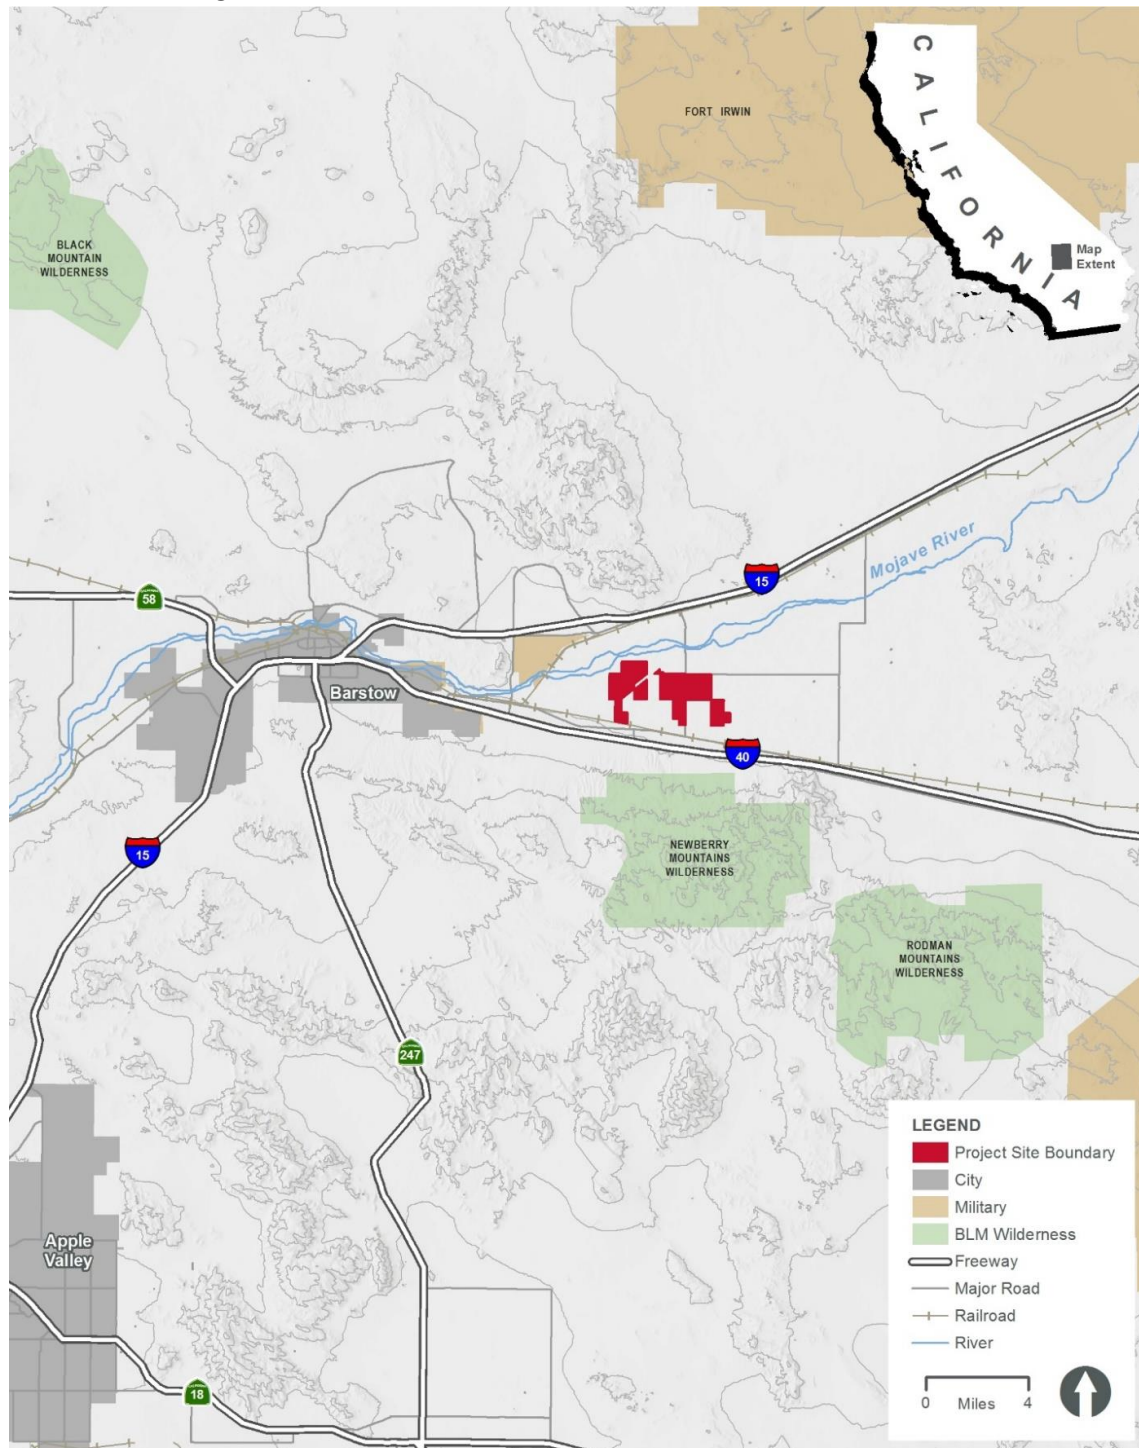 FORT IRWIN
CALIFORNIA
Map
Extent
BLACK
MOUNTAIN
WILDERNESS
Mojave River
15
58
Barstow
40
15
NEWBERRY
MOUNTAINS
WILDERNESS
RODMAN
MOUNTAINS
WILDERNESS
247
Apple
Valley
18
LEGEND
Project Site Boundary
City
Military
BLM Wilderness
Freeway
Major Road
Railroad
River
0 Miles 4